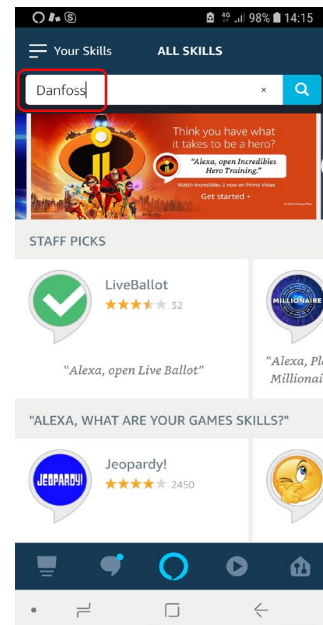 4G 98% 14:15
Your Skills ALL SKILLS
Danfoss
Think you have what
it takes to be a hero?
"Alexa, open Incredibles
Hero Training."
Watch Incredibles 2 now on Prime Video
Get started
STAFF PICKS
LiveBallot
32
"Alexa, open Live Ballot"
MILLIONAIRE
"Alexa, Pl
Millionai
"ALEXA, WHAT ARE YOUR GAMES SKILLS?"
JEOPARDY!
Jeopardy!
2450